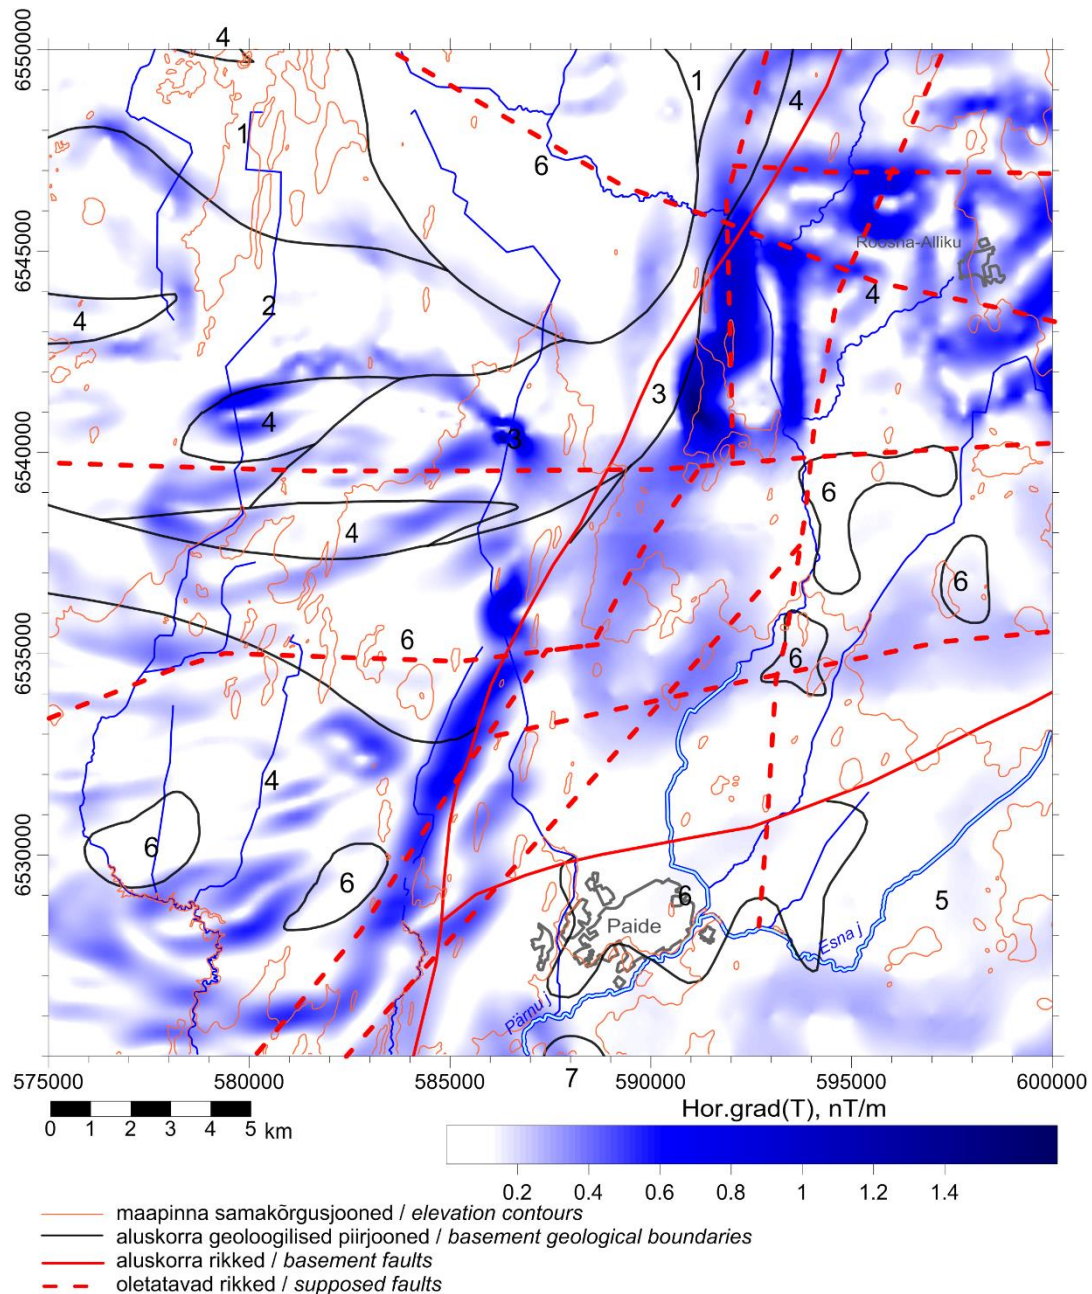 4
6550000
1
4
1
6
6545000
Roosna-Alliku
2
4
4
3
4
3
6540000
6
4
6
6
6535000
6
4
6
6530000
6
6
5
Paide
Esna j
Pärnu j
575000 580000 585000 590000 595000 600000
7
Hor.grad(T), nT/m
0 1 2 3 4 5 km
0.2 0.4 0.6 0.8 1 1.2 1.4
maapinna samakõrgusjooned / elevation contours
aluskorra geoloogilised piirjooned / basement geological boundaries
aluskorra rikked / basement faults
oletatavad rikked / supposed faults